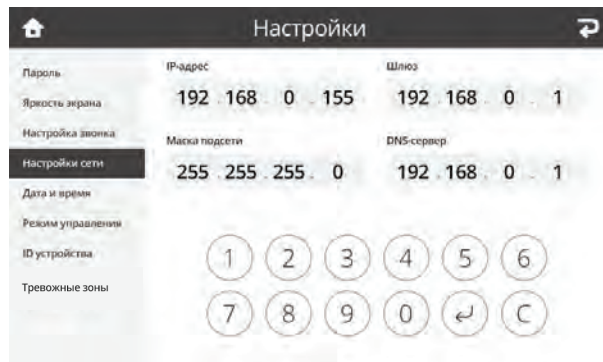 Настройки
Пароль
Яркость экрана
Настройка звонка
Настройки сети
Дата и время
Режим управления
ID устройства
Тревожные зоны
IP-адрес
192 . 168 . 0 . 155
Шлюз
192 . 168 . 0 . 1
Маска подсети
255 . 255 . 255 . 0
DNS-сервер
192 . 168 . 0 . 1
1 2 3 4 5 6
7 8 9 0 ↵ C